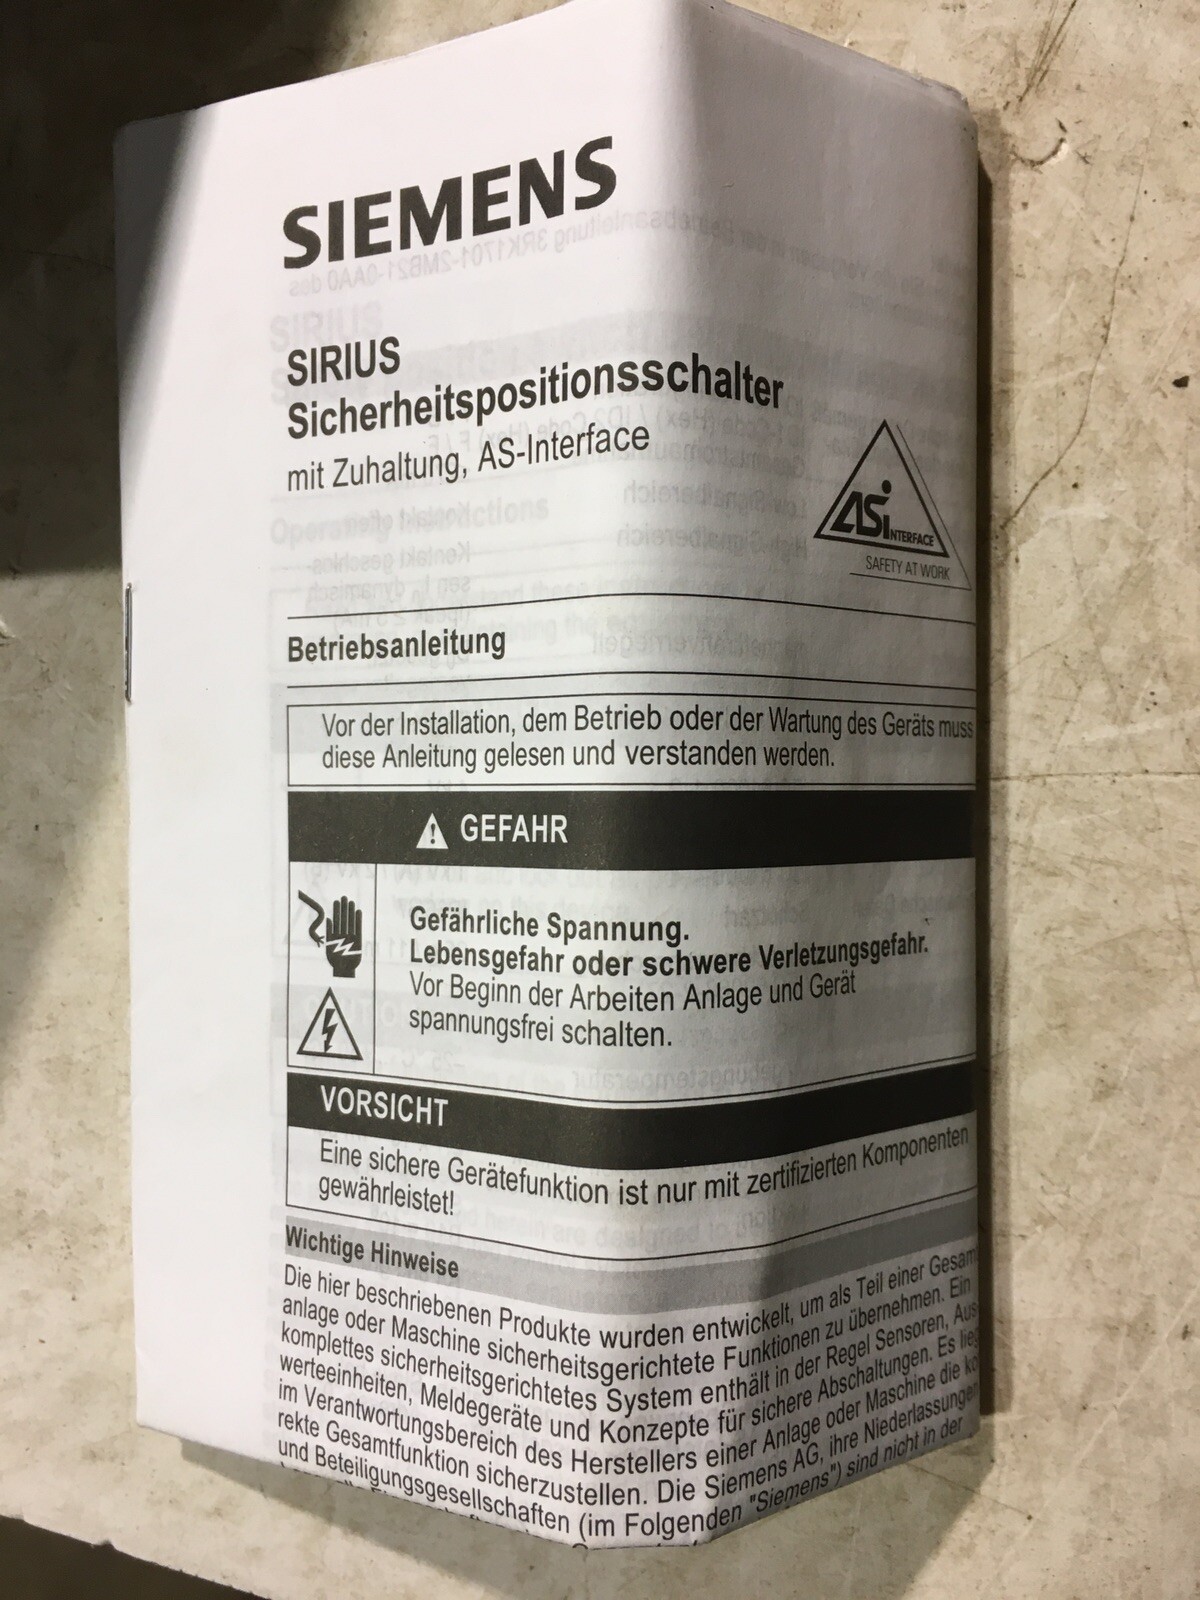 SIEMENS
SIRIUS
Sicherheitspositionsschalter
mit Zuhaltung, AS-Interface
ASi
INTERFACE
SAFETY AT WORK
Betriebsanleitung
Vor der Installation, dem Betrieb oder der Wartung des Geräts muss
diese Anleitung gelesen und verstanden werden.
GEFAHR
Gefährliche Spannung.
Lebensgefahr oder schwere Verletzungsgefahr.
Vor Beginn der Arbeiten Anlage und Gerät
spannungsfrei schalten.
VORSICHT
Eine sichere Gerätefunktion ist nur mit zertifizierten Komponenten
gewährleistet!
Wichtige Hinweise
Die hier beschriebenen Produkte wurden entwickelt, um als Teil einer Gesam
anlage oder Maschine sicherheitsgerichtete Funktionen zu übernehmen. Ein
komplettes sicherheitsgerichtetes System enthält in der Regel Sensoren, Aus
werteeinheiten, Meldegeräte und Konzepte für sichere Abschaltungen. Es lieg
im Verantwortungsbereich des Herstellers einer Anlage oder Maschine die ko
rekte Gesamtfunktion sicherzustellen. Die Siemens AG, ihre Niederlassungen
und Beteiligungsgesellschaften (im Folgenden "Siemens") sind nicht in der